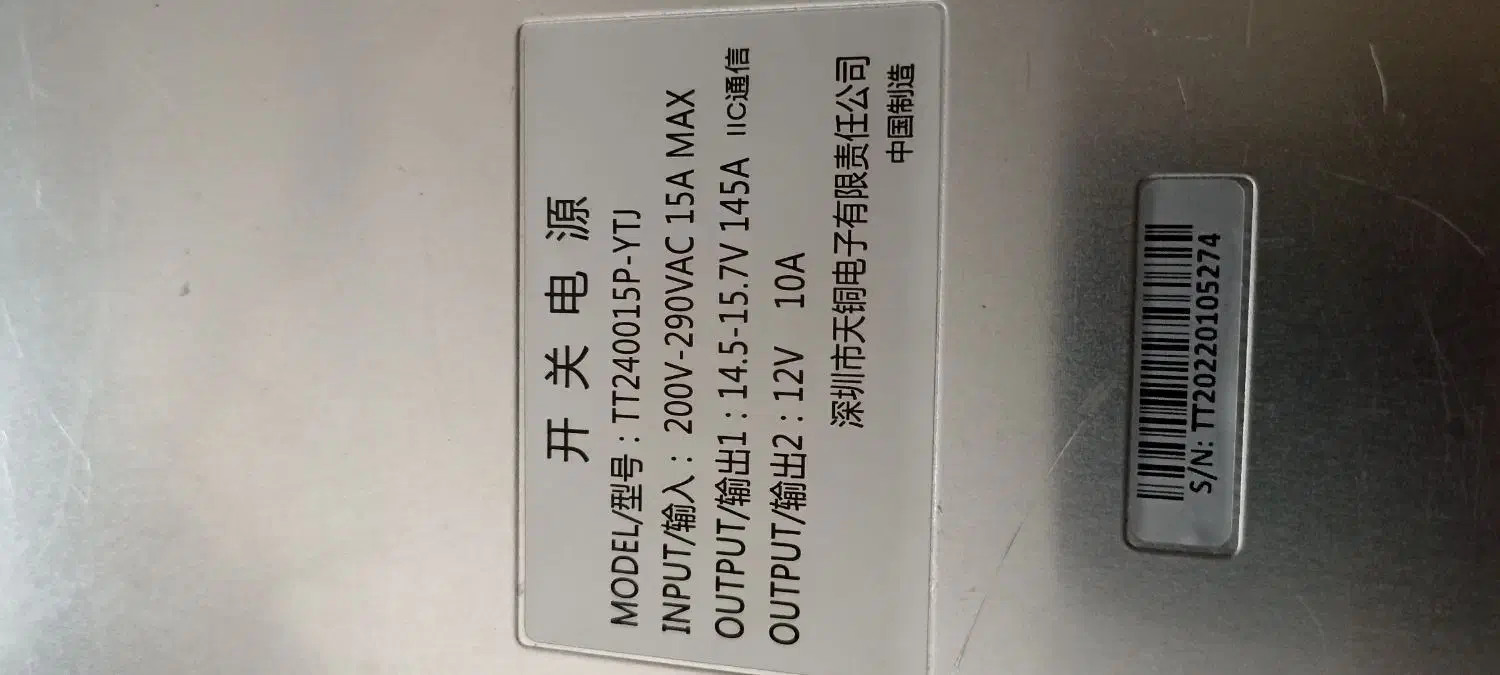 开关电源
MODEL/型号：TT240015P-YTJ
INPUT/输入：200V-290VAC 15A MAX
OUTPUT/输出1：14.5-15.7V 145A IIC通信
OUTPUT/输出2：12V 10A
深圳市天铜电子有限责任公司
中国制造
S/N: TT20220105274